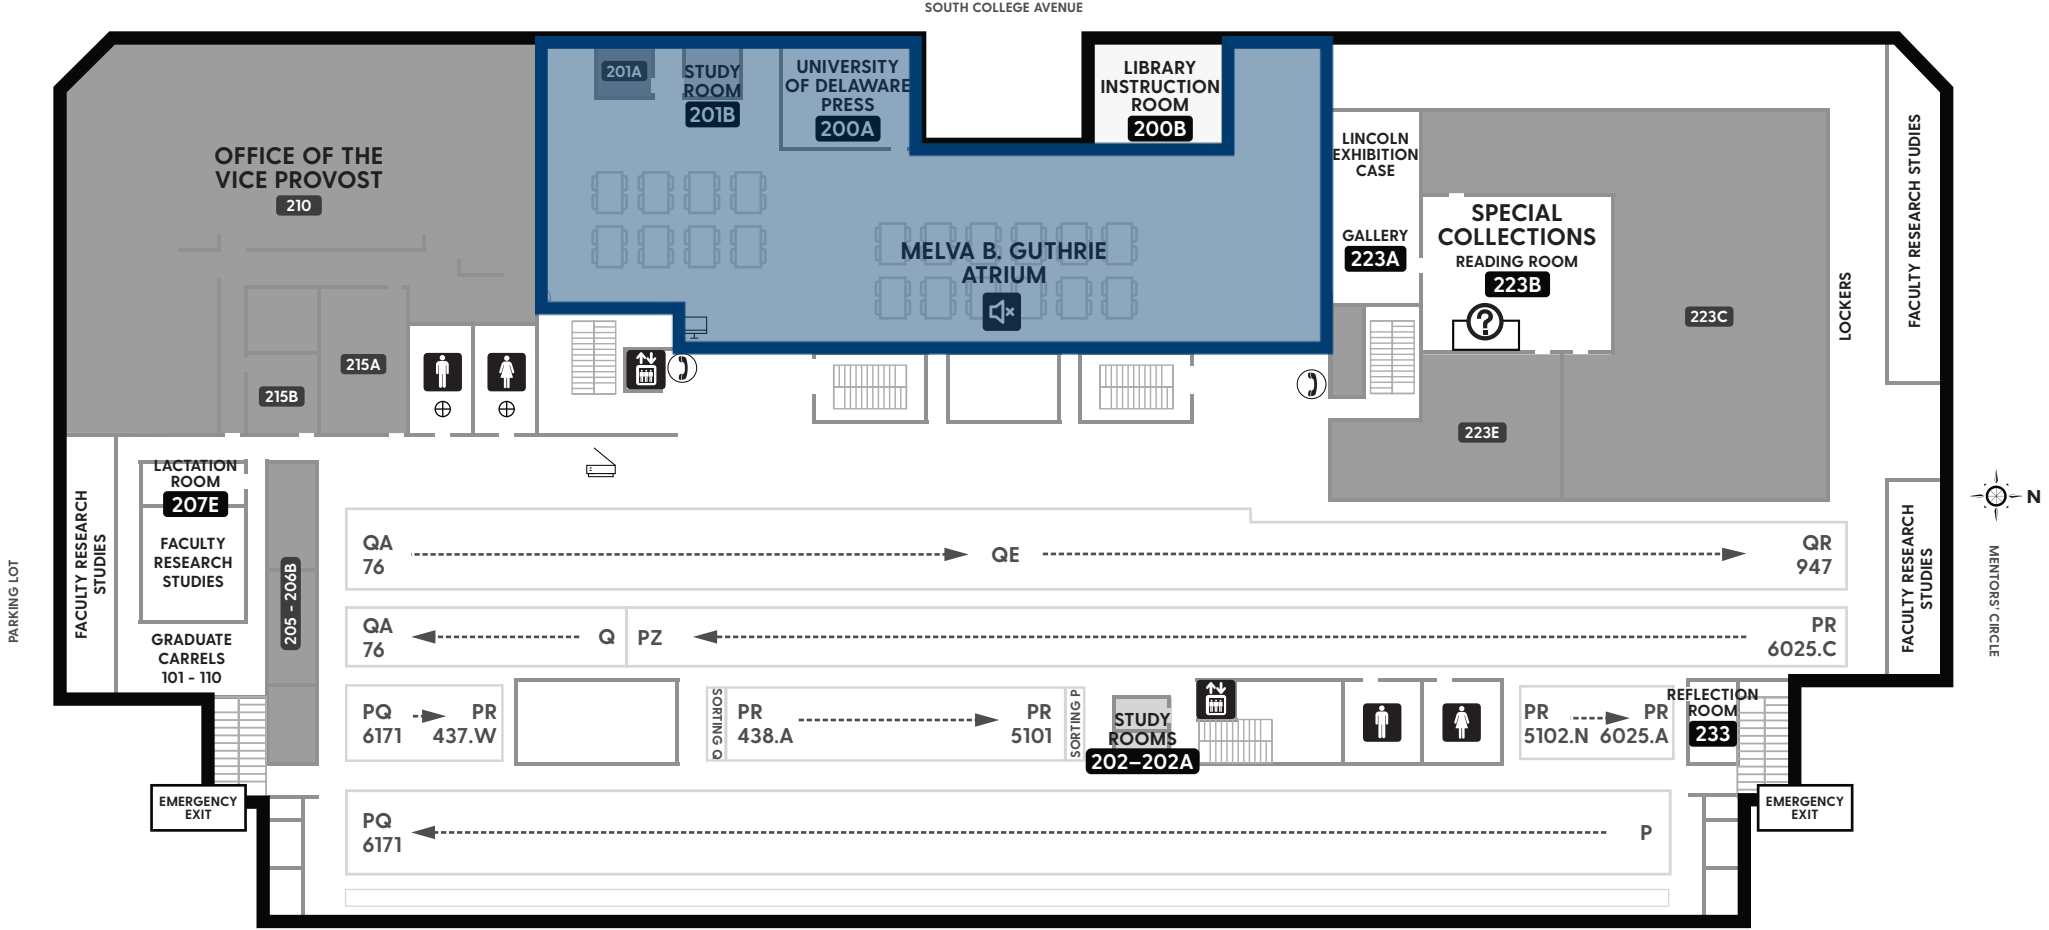 SOUTH COLLEGE AVENUE
201A
STUDY
ROOM
201B
UNIVERSITY
OF DELAWARE
PRESS
200A
LIBRARY
INSTRUCTION
ROOM
200B
OFFICE OF THE
VICE PROVOST
210
LINCOLN
EXHIBITION
CASE
GALLERY
223A
SPECIAL
COLLECTIONS
READING ROOM
223B
?
223C
LOCKERS
FACULTY RESEARCH STUDIES
MELVA B. GUTHRIE
ATRIUM
215A
215B
223E
LACTATION
ROOM
207E
FACULTY RESEARCH
STUDIES
FACULTY
RESEARCH
STUDIES
GRADUATE
CARRELS
101 - 110
205 - 206B
PARKING LOT
N
MENTORS' CIRCLE
FACULTY RESEARCH
STUDIES
QA
76
QE
QR
947
QA
76
Q
PZ
PR
6025.C
PQ
6171
PR
437.W
SORTING Q
PR
438.A
PR
5101
SORTING P
STUDY
ROOMS
202–202A
PR
5102.N
PR
6025.A
REFLECTION
ROOM
233
EMERGENCY
EXIT
EMERGENCY
EXIT
PQ
6171
P